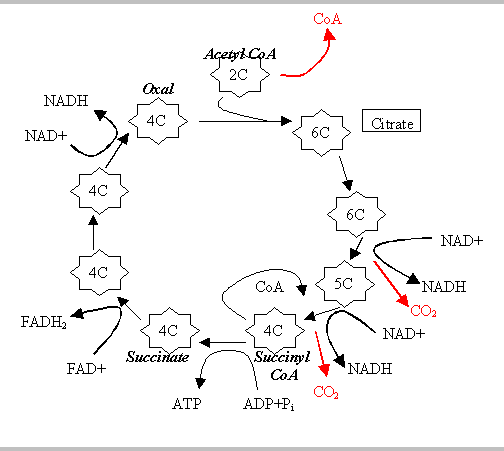 CoA
Acetyl CoA
2C
Oxal
NADH
4C
NAD+
6C
Citrate
4C
6C
NAD+
4C
5C
NADH
CoA
CO2
FADH2
4C
4C
NAD+
Succinate
Succinyl
CoA
FAD+
NADH
CO2
ATP
ADP+Pi